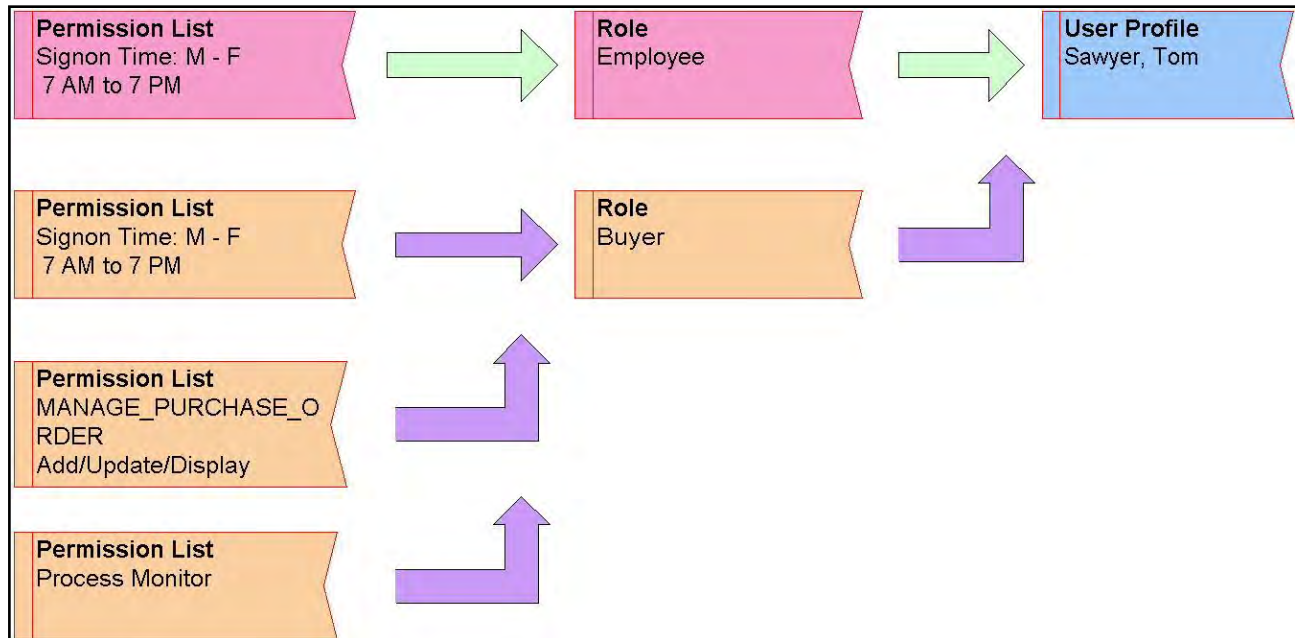 Permission List
Signon Time: M - F
7 AM to 7 PM
Role
Employee
User Profile
Sawyer, Tom
Permission List
Signon Time: M - F
7 AM to 7 PM
Role
Buyer
Permission List
MANAGE_PURCHASE_O
RDER
Add/Update/Display
Permission List
Process Monitor